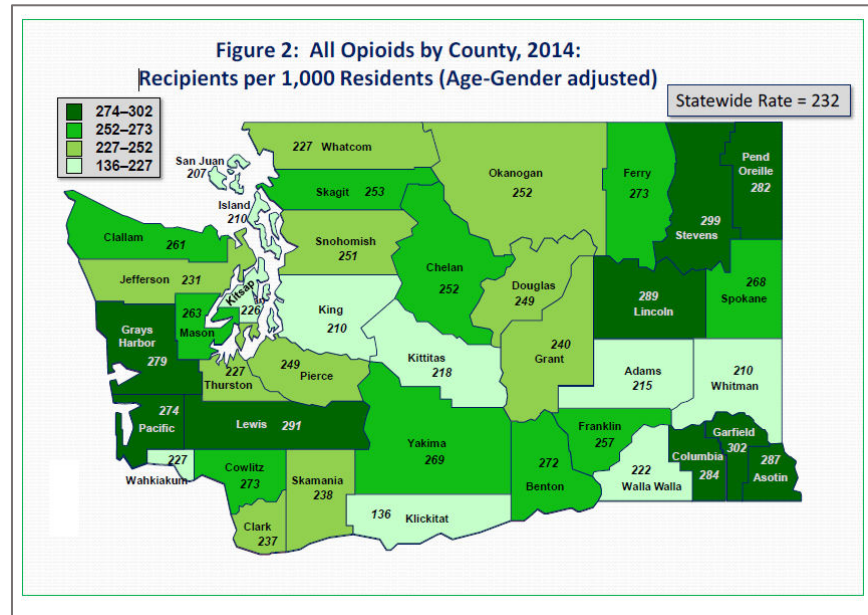 Figure 2: All Opioids by County, 2014:
Recipients per 1,000 Residents (Age-Gender adjusted)
Statewide Rate = 232
274–302
252–273
227–252
136–227
San Juan
207
227 Whatcom
Okanogan
252
Ferry
273
Pend
Oreille
282
299
Stevens
Island
210
Skagit 253
Clallam
261
Snohomish
251
Chelan
252
Douglas
249
289
Lincoln
268
Spokane
Jefferson 231
Kitsap
226
263
Mason
King
210
Grays
Harbor
279
240
Grant
Kittitas
218
Adams
215
210
Whitman
227
Thurston
249
Pierce
274
Pacific
Lewis 291
Yakima
269
272
Benton
Franklin
257
222
Walla Walla
Columbia
284
Garfield
302
287
Asotin
227
Wahkiakum
Cowlitz
273
Skamania
238
136 Klickitat
Clark
237